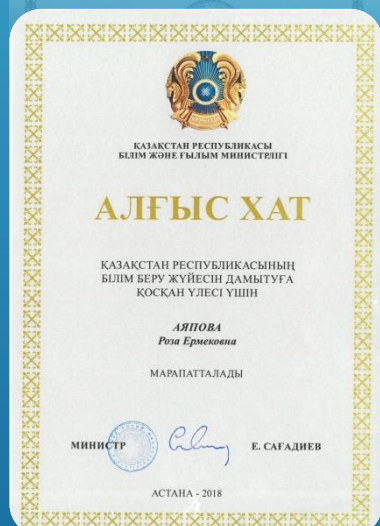 ҚАЗАҚСТАН РЕСПУБЛИКАСЫ
БІЛІМ ЖӘНЕ ҒЫЛЫМ МИНИСТРЛІГІ
АЛҒЫС ХАТ
ҚАЗАҚСТАН РЕСПУБЛИКАСЫНЫҢ
БІЛІМ БЕРУ ЖҮЙЕСІН ДАМЫТУҒА
ҚОСҚАН ҮЛЕСІ ҮШІН
АЯПОВА
Роза Ермековна
МАРАПАТТАЛАДЫ
МИНИСТР Е. САҒАДИЕВ
АСТАНА - 2018